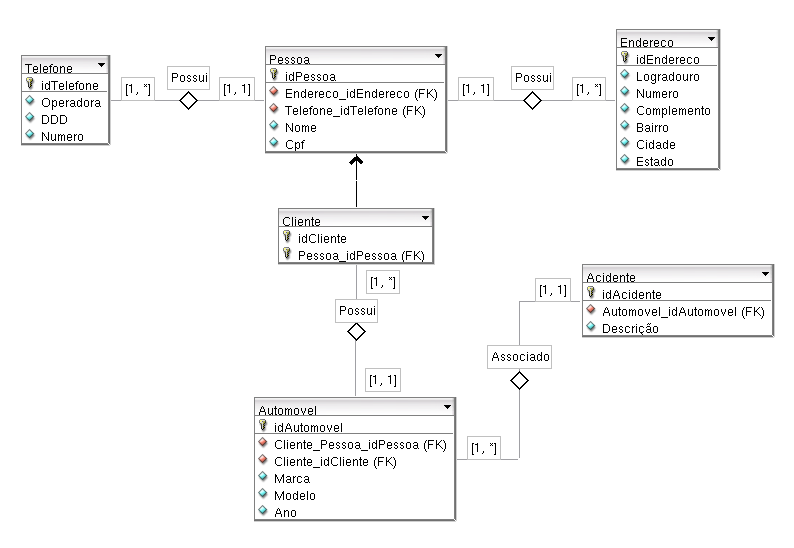 Telefone
idTelefone
Operadora
DDD
Numero
[1, *]
Possui
[1, 1]
Pessoa
idPessoa
Endereco_idEndereco (FK)
Telefone_idTelefone (FK)
Nome
Cpf
[1, 1]
Possui
[1, *]
Endereco
idEndereco
Logradouro
Numero
Complemento
Bairro
Cidade
Estado
Cliente
idCliente
Pessoa_idPessoa (FK)
[1, *]
Possui
[1, 1]
Automovel
idAutomovel
Cliente_Pessoa_idPessoa (FK)
Cliente_idCliente (FK)
Marca
Modelo
Ano
[1, *]
Associado
[1, 1]
Acidente
idAcidente
Automovel_idAutomovel (FK)
Descrição